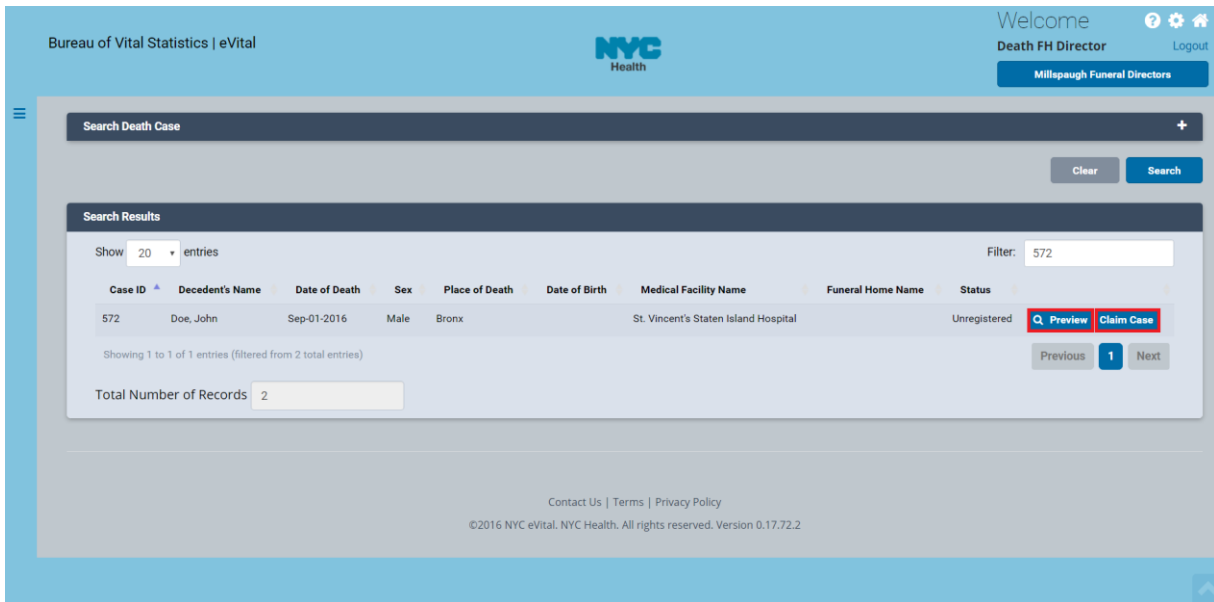 Welcome
Bureau of Vital Statistics | eVital
NYC
Health
Death FH Director Logout
Millspaugh Funeral Directors
Search Death Case
Clear Search
Search Results
Show 20 entries Filter: 572
Case ID Decedent's Name Date of Death Sex Place of Death Date of Birth Medical Facility Name Funeral Home Name Status
572 Doe, John Sep-01-2016 Male Bronx St. Vincent's Staten Island Hospital Unregistered Preview Claim Case
Showing 1 to 1 of 1 entries (filtered from 2 total entries) Previous 1 Next
Total Number of Records 2
Contact Us | Terms | Privacy Policy
©2016 NYC eVital. NYC Health. All rights reserved. Version 0.17.72.2